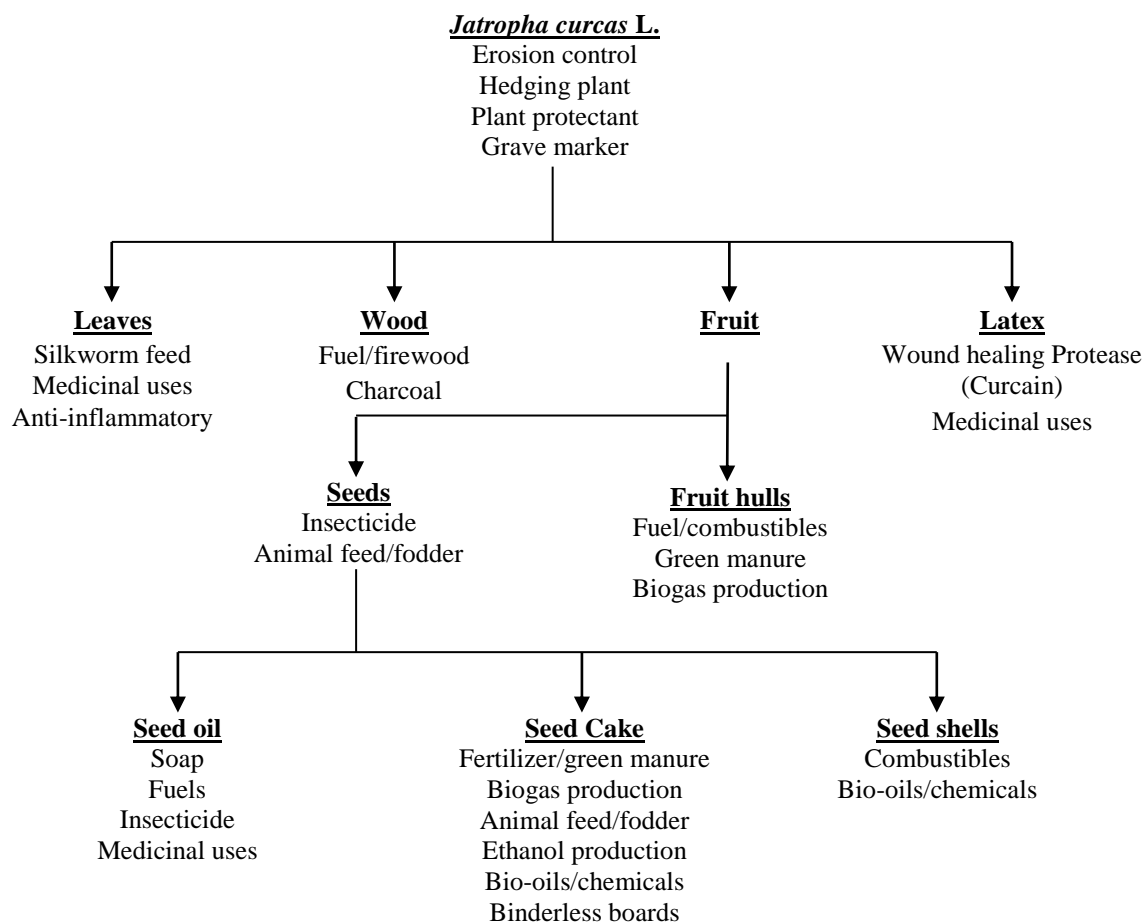 Jatropha curcas L.
Erosion control
Hedging plant
Plant protectant
Grave marker
Leaves
Silkworm feed
Medicinal uses
Anti-inflammatory
Wood
Fuel/firewood
Charcoal
Fruit
Latex
Wound healing Protease
(Curcain)
Medicinal uses
Seeds
Insecticide
Animal feed/fodder
Fruit hulls
Fuel/combustibles
Green manure
Biogas production
Seed oil
Soap
Fuels
Insecticide
Medicinal uses
Seed Cake
Fertilizer/green manure
Biogas production
Animal feed/fodder
Ethanol production
Bio-oils/chemicals
Binderless boards
Seed shells
Combustibles
Bio-oils/chemicals